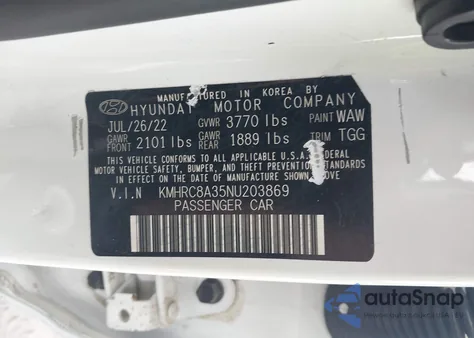 MANUFACTURED IN KOREA BY
HYUNDAI MOTOR COMPANY
JUL/26/22 GVWR 3770 lbs PAINT WAW
GAWR FRONT 2101 lbs GAWR REAR 1889 lbs TRIM TGG
THIS VEHICLE CONFORMS TO ALL APPLICABLE U.S.A. FEDERAL
MOTOR VEHICLE SAFETY, BUMPER, AND THEFT PREVENTION STANDARDS
IN EFFECT ON THE DATE OF MANUFACTURE SHOWN ABOVE.
V.I.N KMHRC8A35NU203869
PASSENGER CAR
autoSnap
POWERED BY